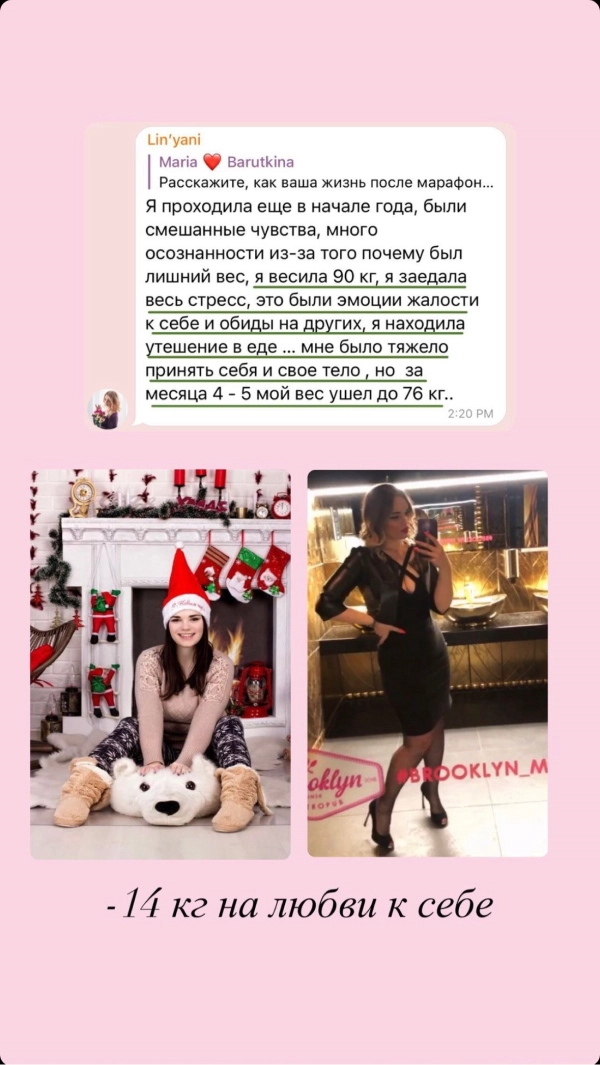 Lin'yani
Maria ❤️ Barutkina
Расскажите, как ваша жизнь после марафон...
Я проходила еще в начале года, были
смешанные чувства, много
осознанности из-за того почему был
лишний вес, я весила 90 кг, я заедала
весь стресс, это были эмоции жалости
к себе и обиды на других, я находила
утешение в еде ... мне было тяжело
принять себя и свое тело , но за
месяца 4 - 5 мой вес ушел до 76 кг..
2:20 PM
oklyn
#BROOKLYN_M
-14 кг на любви к себе